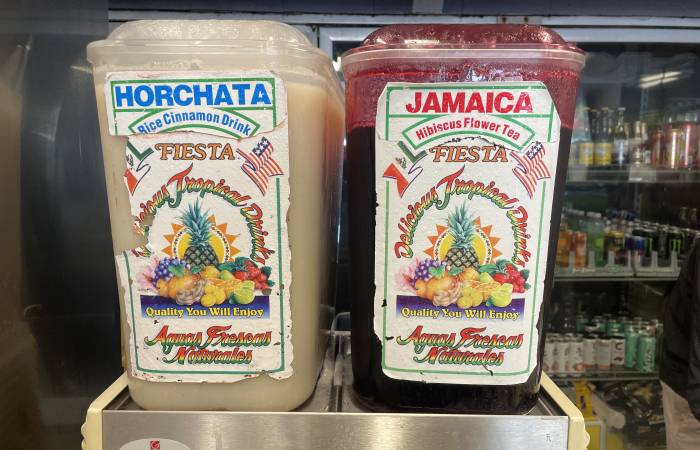 HORCHATA
Rice Cinnamon Drink
FIESTA
icious Tropical Drinks
Quality You Will Enjoy
Aguas Frescas
Naturales
JAMAICA
Hibiscus Flower Tea
FIESTA
Delicious Tropical Drinks
Quality You Will Enjoy
Aguas Frescas
Naturales